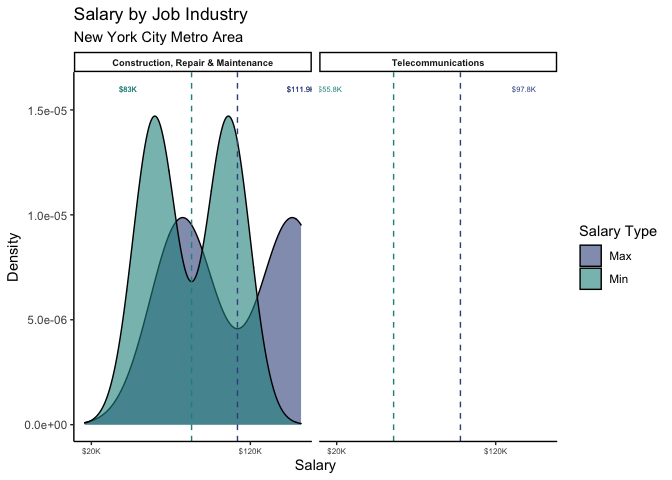 Salary by Job Industry
New York City Metro Area
Construction, Repair & Maintenance
Telecommunications
$83K
$111.9K
$55.8K
$97.8K
1.5e-05
1.0e-05
5.0e-06
0.0e+00
Density
$20K
$120K
$20K
$120K
Salary
Salary Type
Max
Min